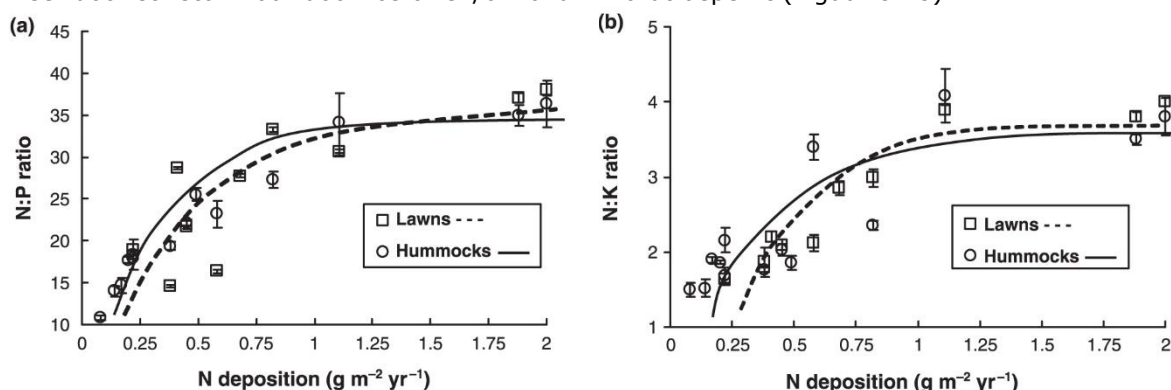 (a)
(b)
N:P ratio
45
40
35
30
25
20
15
10
0 0.25 0.5 0.75 1 1.25 1.5 1.75 2
N deposition (g m⁻² yr⁻¹)
Lawns ----
Hummocks ——
N:K ratio
5
4
3
2
1
0 0.25 0.5 0.75 1 1.25 1.5 1.75 2
N deposition (g m⁻² yr⁻¹)
Lawns ----
Hummocks ——